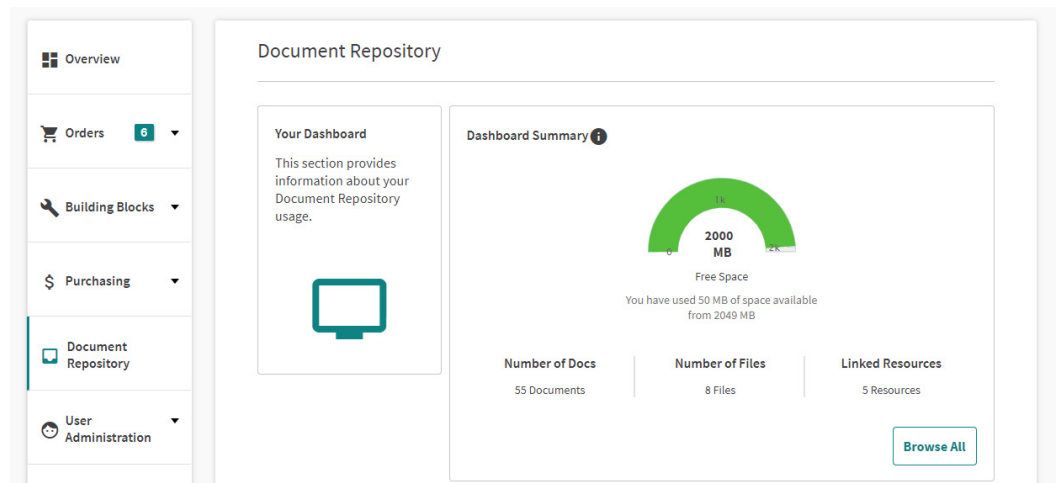 Overview
Orders 6
Building Blocks
$ Purchasing
Document
Repository
User
Administration
Document Repository
Your Dashboard
This section provides
information about your
Document Repository
usage.
Dashboard Summary i
1k
0
2000
MB
2k
Free Space
You have used 50 MB of space available
from 2049 MB
Number of Docs
55 Documents
Number of Files
8 Files
Linked Resources
5 Resources
Browse All